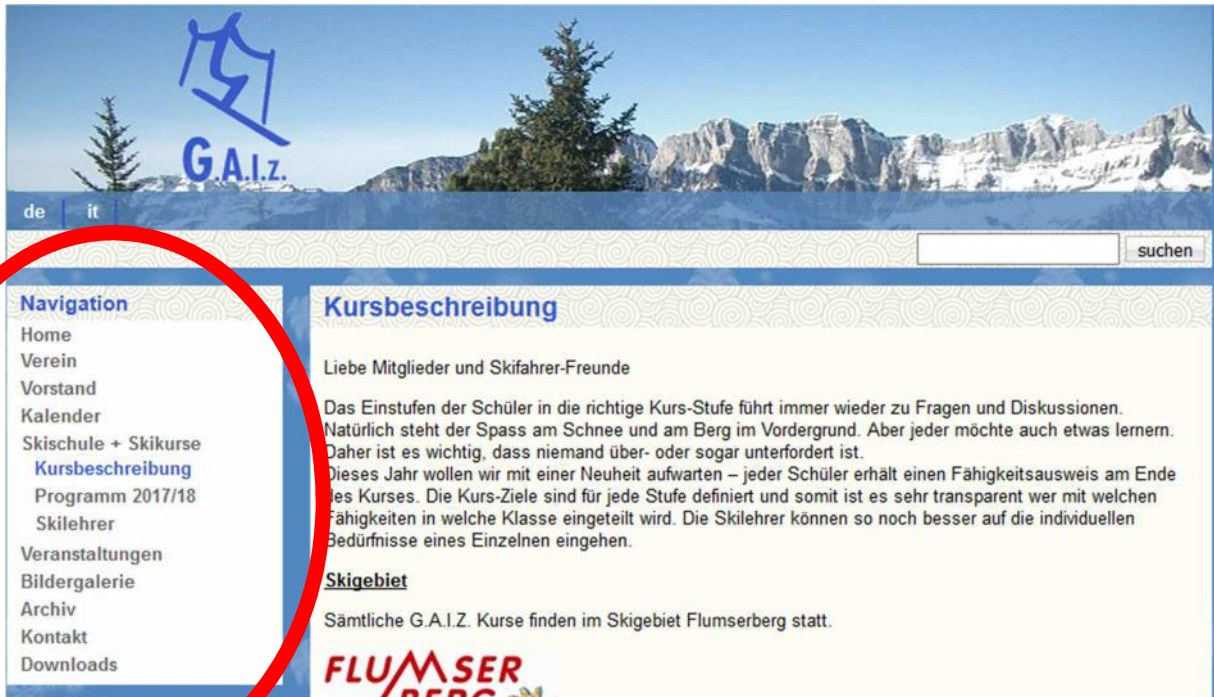 G.A.I.Z.
de it
suchen
Navigation
Home
Verein
Vorstand
Kalender
Skischule + Skikurse
Kursbeschreibung
Programm 2017/18
Skilehrer
Veranstaltungen
Bildergalerie
Archiv
Kontakt
Downloads
Kursbeschreibung
Liebe Mitglieder und Skifahrer-Freunde
Das Einstufen der Schüler in die richtige Kurs-Stufe führt immer wieder zu Fragen und Diskussionen.
Natürlich steht der Spass am Schnee und am Berg im Vordergrund. Aber jeder möchte auch etwas lernern.
Daher ist es wichtig, dass niemand über- oder sogar unterfordert ist.
Dieses Jahr wollen wir mit einer Neuheit aufwarten – jeder Schüler erhält einen Fähigkeitsausweis am Ende
des Kurses. Die Kurs-Ziele sind für jede Stufe definiert und somit ist es sehr transparent wer mit welchen
Fähigkeiten in welche Klasse eingeteilt wird. Die Skilehrer können so noch besser auf die individuellen
Bedürfnisse eines Einzelnen eingehen.
Skigebiet
Sämtliche G.A.I.Z. Kurse finden im Skigebiet Flumserberg statt.
FLUMSER
BERG